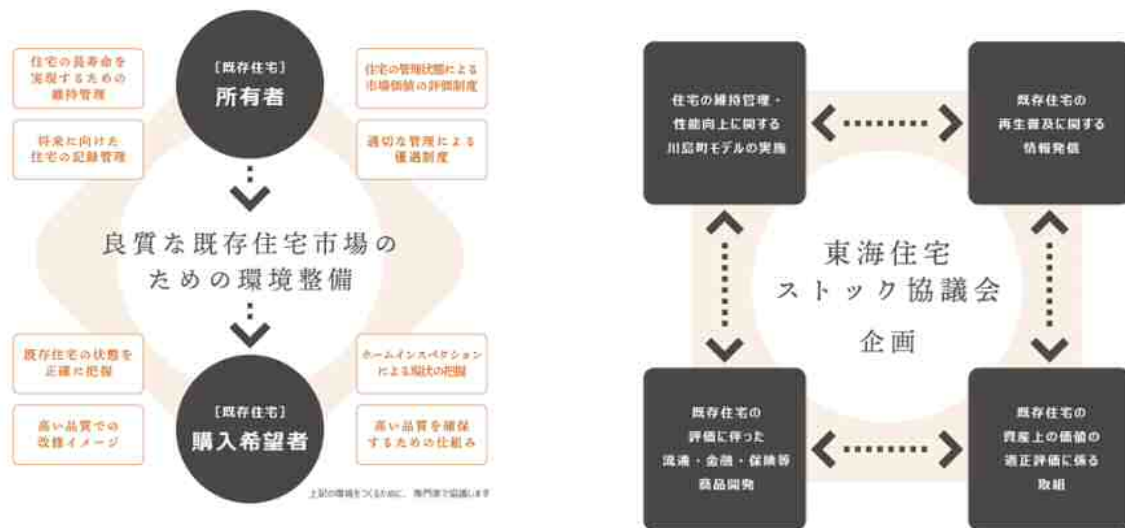 住宅の長寿命を
実現するための
維持管理
将来に向けた
住宅の記録管理
[既存住宅]
所有者
住宅の管理状態による
市場価値の評価制度
適切な管理による
優遇制度
良質な既存住宅市場の
ための環境整備
既存住宅の状態を
正確に把握
高い品質での
改修イメージ
[既存住宅]
購入希望者
ホームインスペクション
による現状の把握
高い品質を確保
するための仕組み
上記の環境をつくるために、専門家で協議します
住宅の維持管理・
性能向上に関する
川島町モデルの実施
既存住宅の
再生普及に関する
情報発信
東海住宅
ストック協議会
企画
既存住宅の
評価に伴った
流通・金融・保険等
商品開発
既存住宅の
資産上の価値の
適正評価に係る
取組